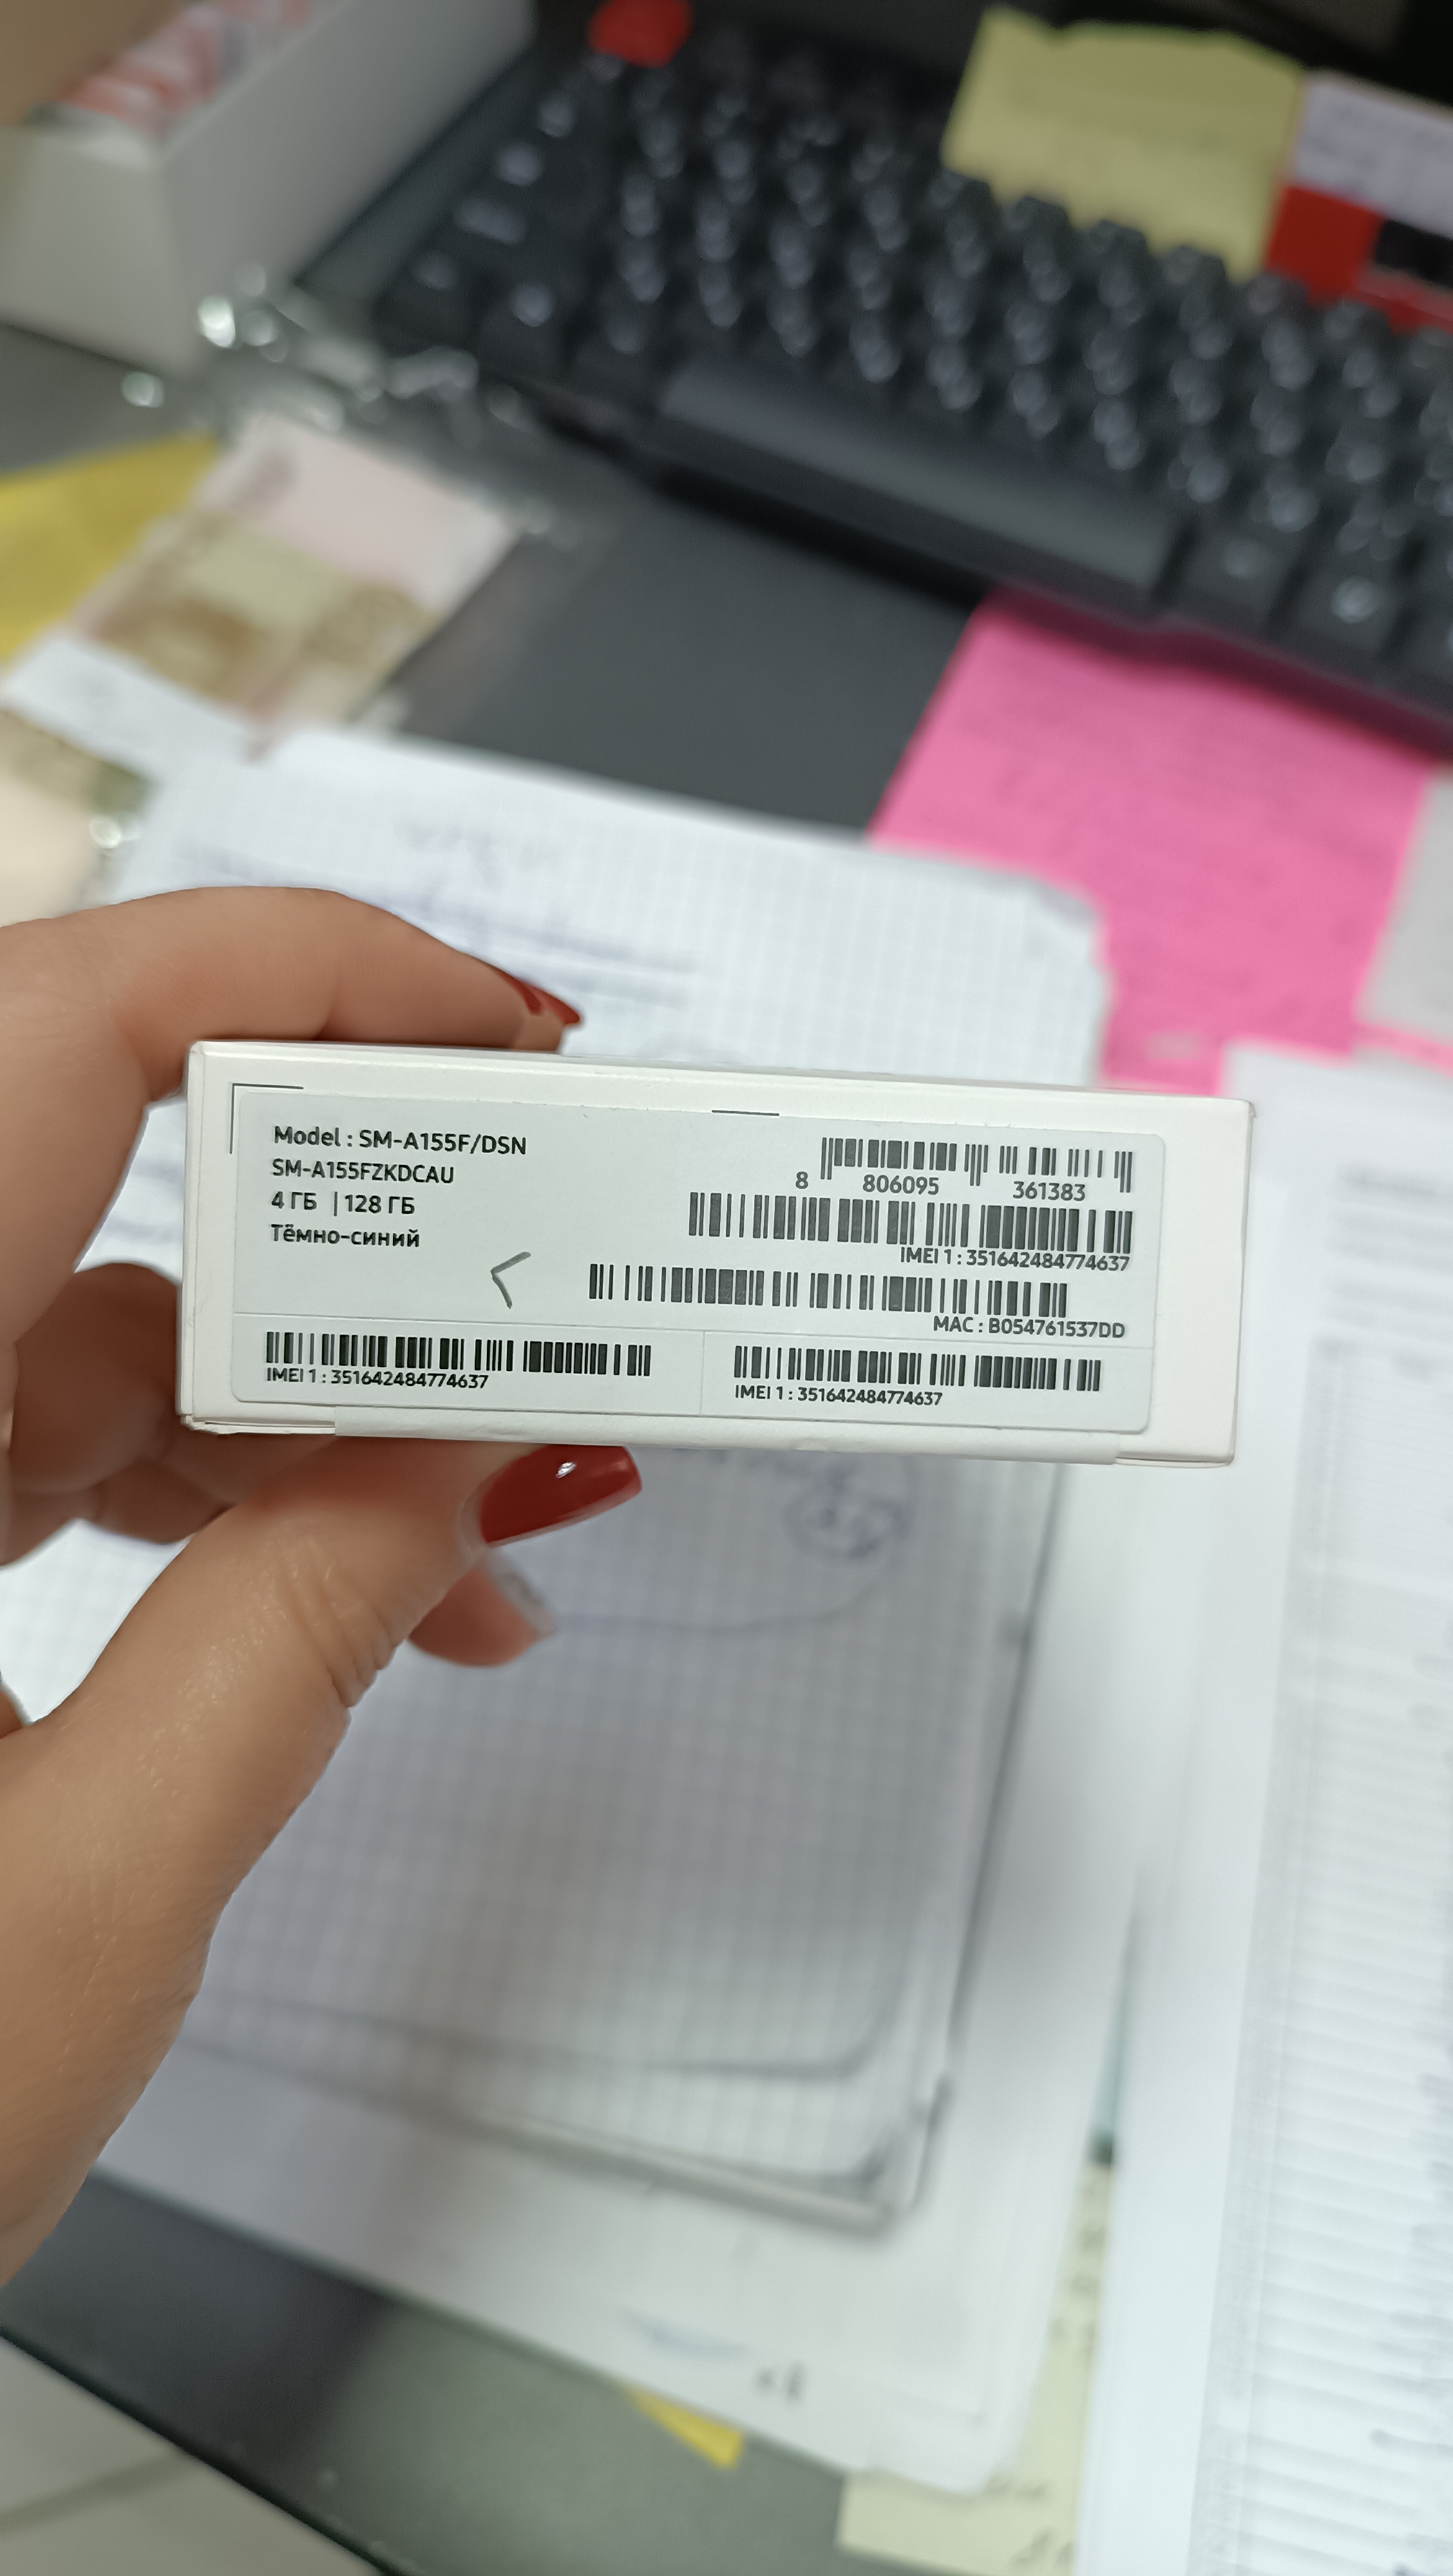 Model : SM-A155F/DSN
SM-A155FZKDCAU
4 ГБ | 128 ГБ
Тёмно-синий
8 806095 361383
IMEI 1 : 351642484774637
MAC : B054761537DD
IMEI 1 : 351642484774637
IMEI 1 : 351642484774637